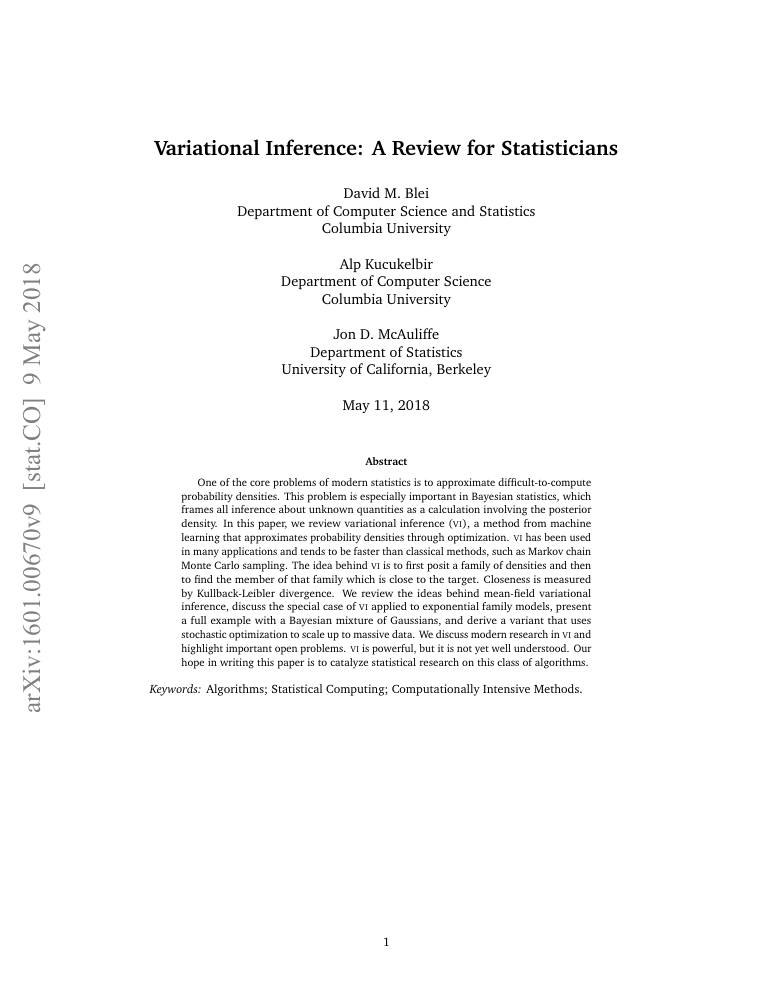 Variational Inference: A Review for Statisticians
David M. Blei
Department of Computer Science and Statistics
Columbia University
Alp Kucukelbir
Department of Computer Science
Columbia University
Jon D. McAuliffe
Department of Statistics
University of California, Berkeley
May 11, 2018
arXiv:1601.00670v9 [stat.CO] 9 May 2018
Abstract
One of the core problems of modern statistics is to approximate difficult-to-compute
probability densities. This problem is especially important in Bayesian statistics, which
frames all inference about unknown quantities as a calculation involving the posterior
density. In this paper, we review variational inference (VI), a method from machine
learning that approximates probability densities through optimization. VI has been used
in many applications and tends to be faster than classical methods, such as Markov chain
Monte Carlo sampling. The idea behind VI is to first posit a family of densities and then
to find the member of that family which is close to the target. Closeness is measured
by Kullback-Leibler divergence. We review the ideas behind mean-field variational
inference, discuss the special case of VI applied to exponential family models, present
a full example with a Bayesian mixture of Gaussians, and derive a variant that uses
stochastic optimization to scale up to massive data. We discuss modern research in VI and
highlight important open problems. VI is powerful, but it is not yet well understood. Our
hope in writing this paper is to catalyze statistical research on this class of algorithms.
Keywords: Algorithms; Statistical Computing; Computationally Intensive Methods.
1